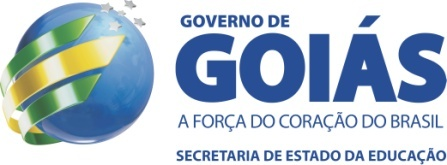 GOVERNO DE
GOIÁS
A FORÇA DO CORAÇÃO DO BRASIL
SECRETARIA DE ESTADO DA EDUCAÇÃO